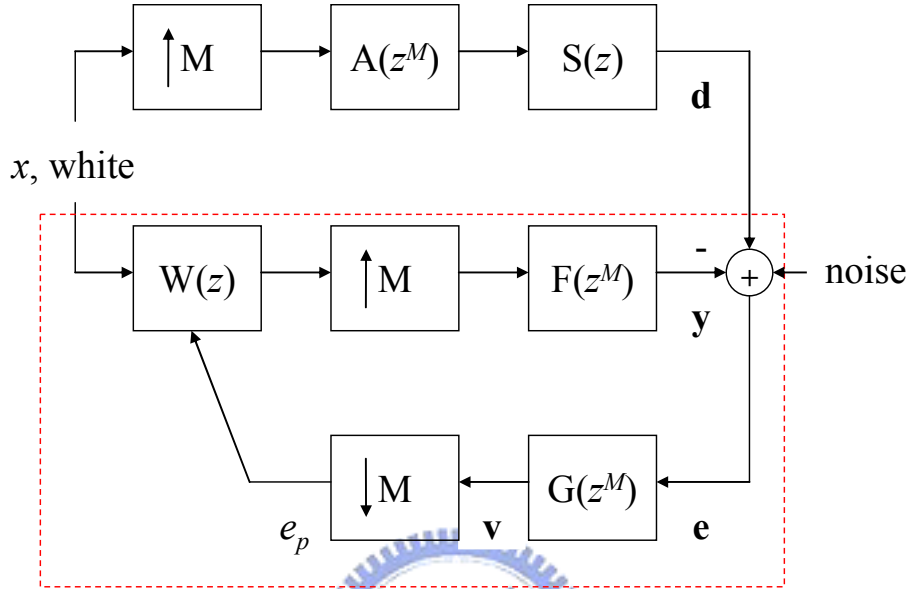 ↑M
A(z^M)
S(z)
d
x, white
W(z)
↑M
F(z^M)
-
+
noise
y
↓M
G(z^M)
e_p
v
e